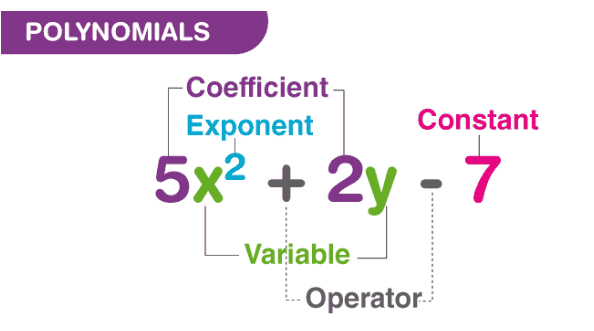 POLYNOMIALS
Coefficient
Exponent
Constant
5x² + 2y - 7
Variable
Operator